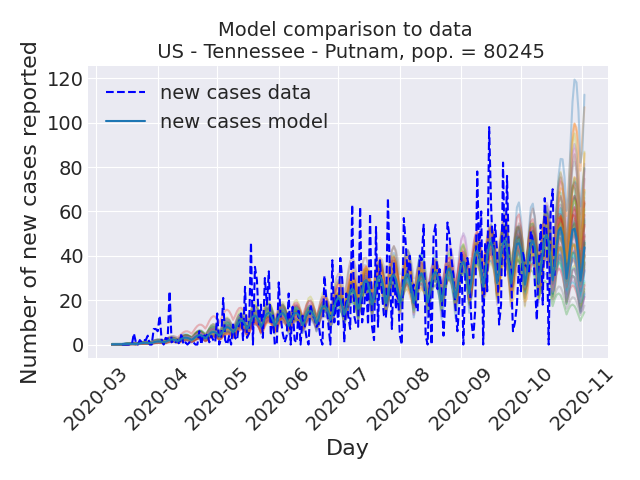 Model comparison to data
US - Tennessee - Putnam, pop. = 80245
Number of new cases reported
120
100
80
60
40
20
0
new cases data
new cases model
2020-03
2020-04
2020-05
2020-06
2020-07
2020-08
2020-09
2020-10
2020-11
Day